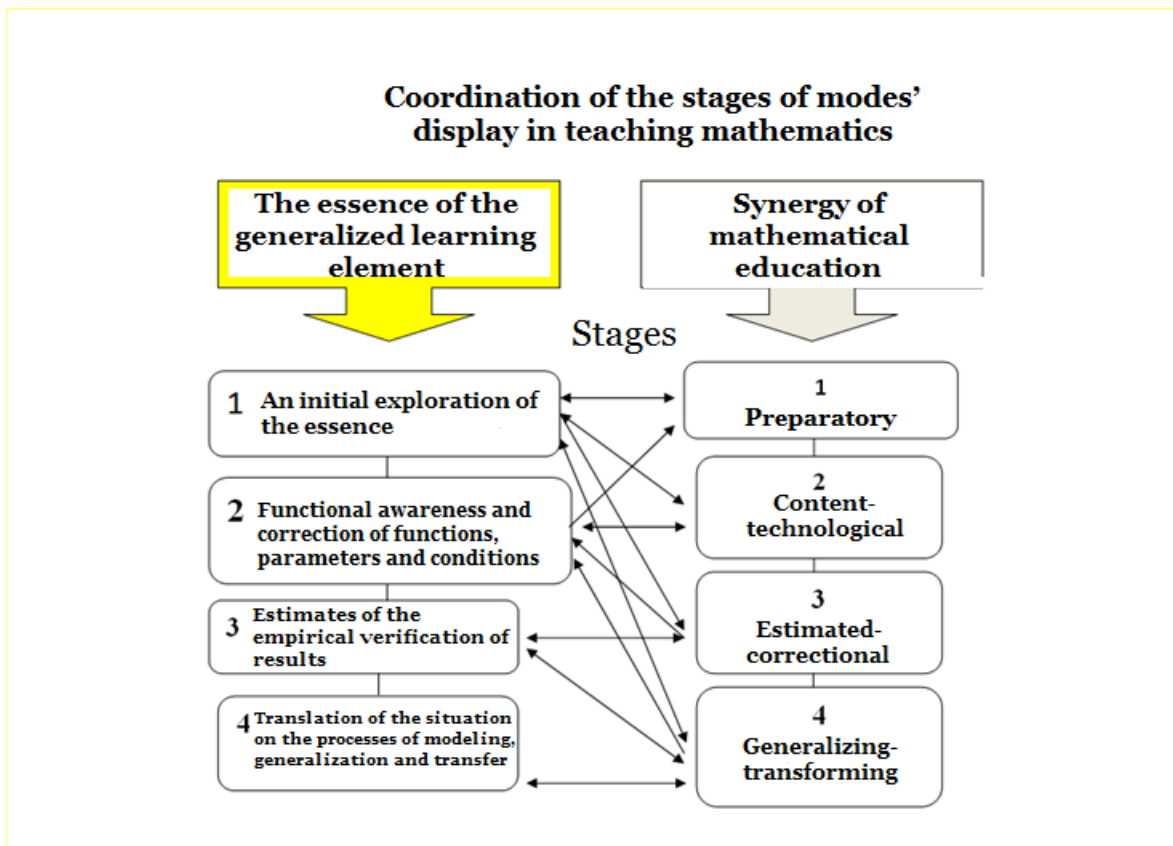 Coordination of the stages of modes’
display in teaching mathematics
The essence of the
generalized learning
element
Synergy of
mathematical
education
Stages
1 An initial exploration of
the essence
2 Functional awareness and
correction of functions,
parameters and conditions
3 Estimates of the
empirical verification of
results
4 Translation of the situation
on the processes of modeling,
generalization and transfer
1
Preparatory
2
Content-
technological
3
Estimated-
correctional
4
Generalizing-
transforming